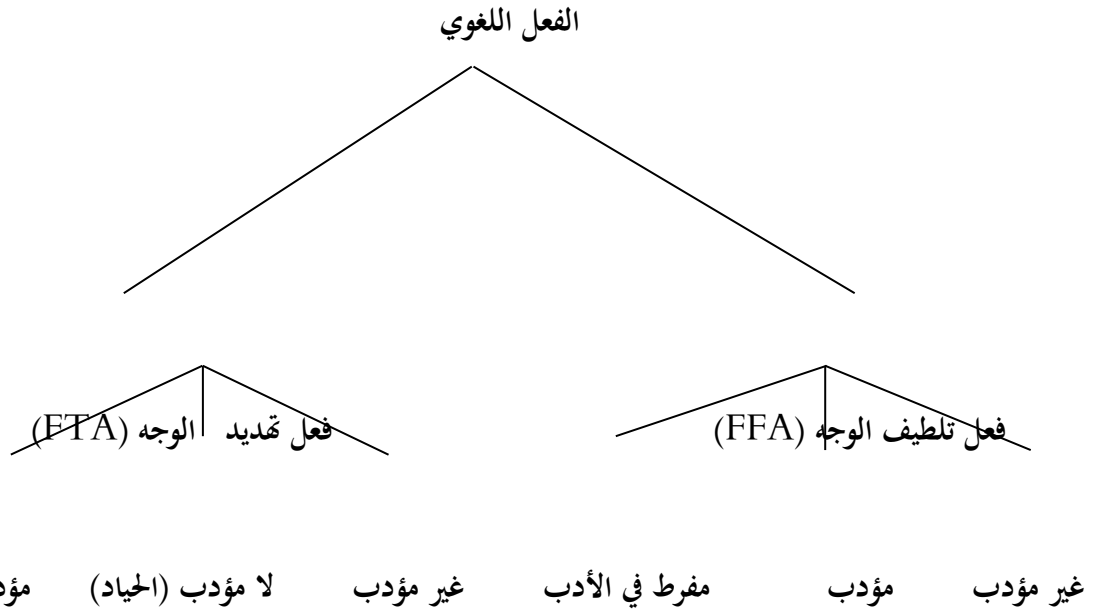 الفعل اللغوي
فعل تلطيف الوجه (FFA) فعل تهديد الوجه (FTA)
غير مؤدب مؤدب مفرط في الأدب غير مؤدب لا مؤدب (الحياد)